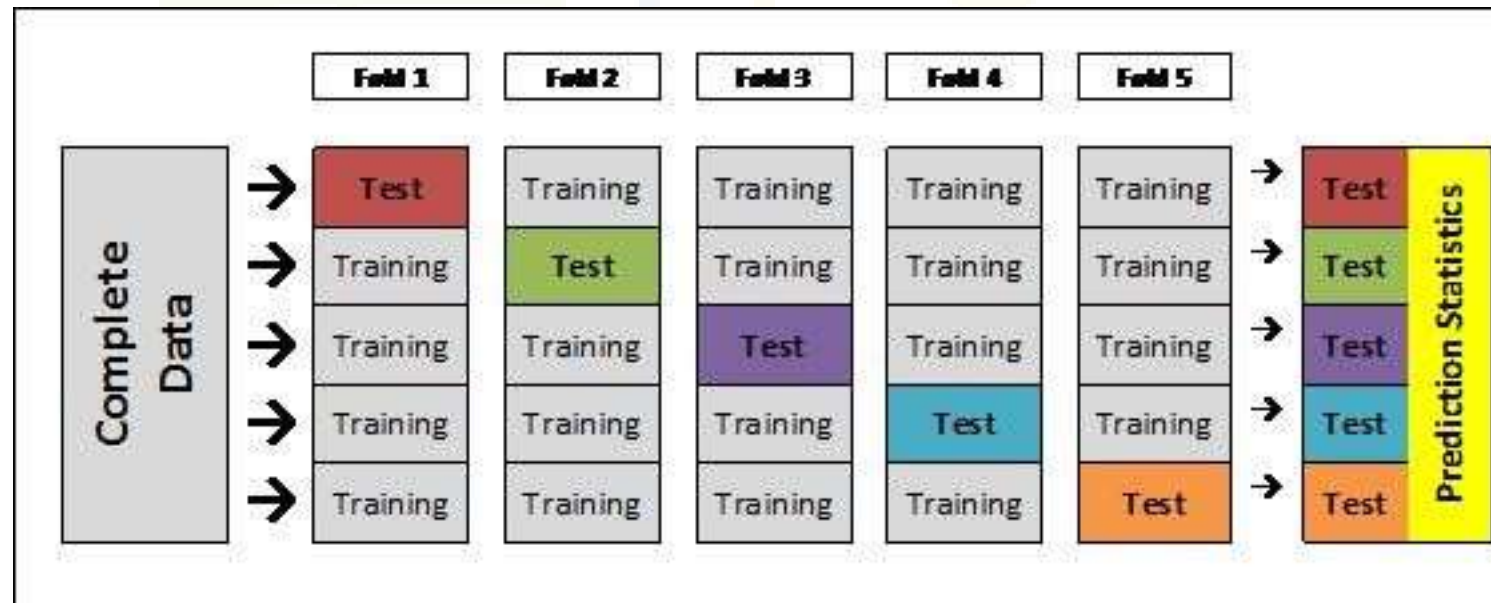 Fold 1 Fold 2 Fold 3 Fold 4 Fold 5
Complete
Data
Test Training Training Training Training Test
Training Test Training Training Training Test
Training Training Test Training Training Test
Training Training Training Test Training Test
Training Training Training Training Test Test
Prediction Statistics